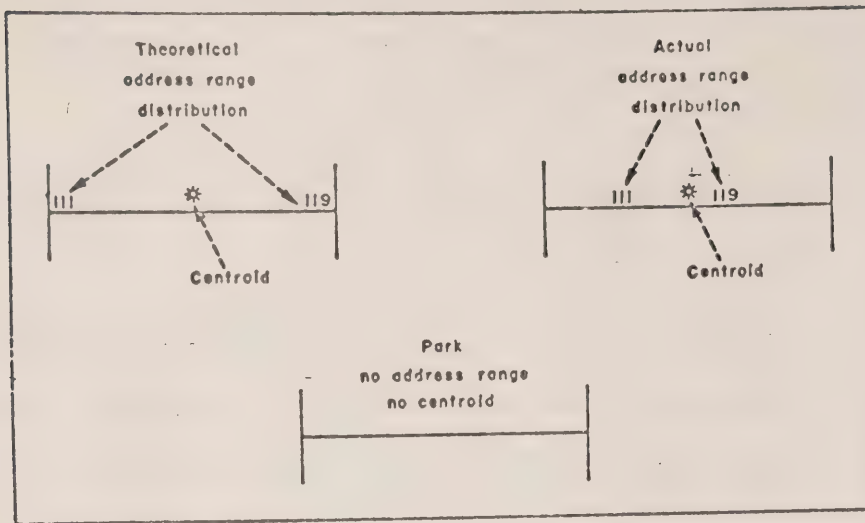 Theoretical
address range
distribution
111
119
Centroid
Actual
address range
distribution
111
119
Centroid
Park
no address range
no centroid